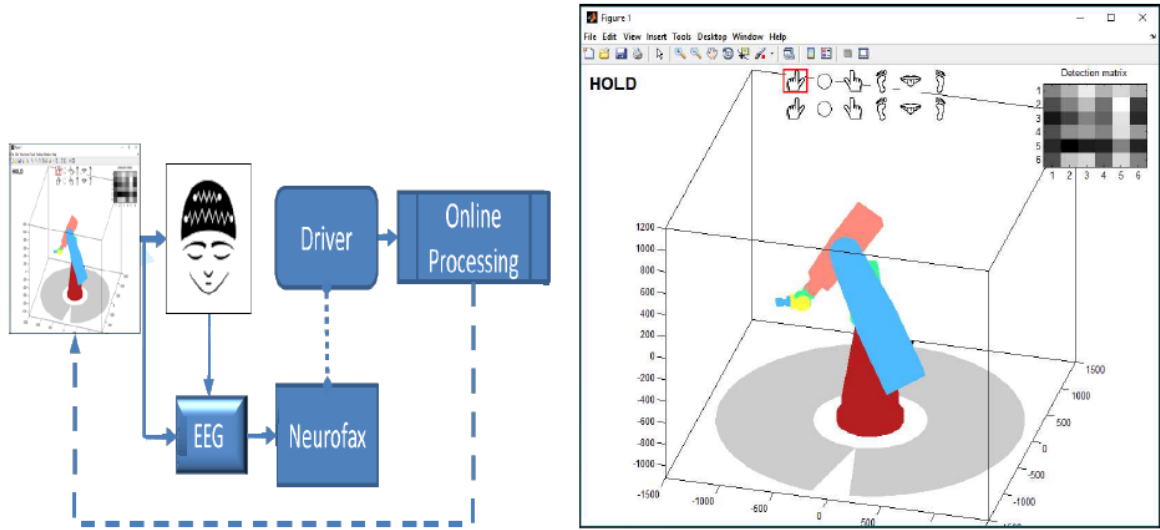 HOLD
Driver
Online
Processing
EEG
Neurofax
Figure 1
File Edit View Insert Tools Desktop Window Help
HOLD
Detection matrix
1
2
3
4
5
6
1 2 3 4 5 6
1200
1000
800
600
400
200
0
-200
-400
-600
-800
-1000
-1500
-1000
-500
0
500
1500
1000
500
0
-500
-1000